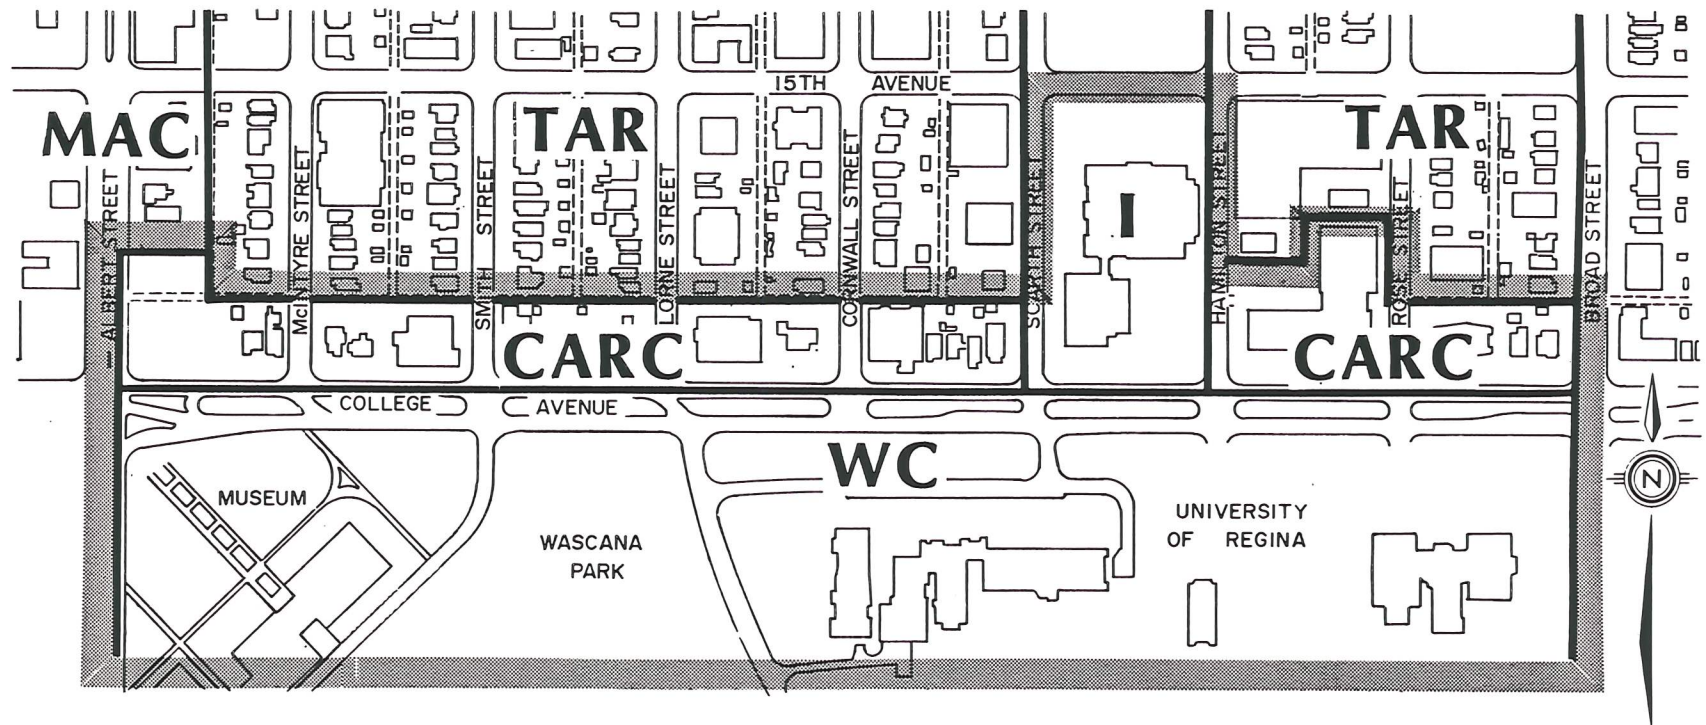 15TH AVENUE
MAC
TAR
TAR
ALBERT STREET
McINTYRE STREET
SMITH STREET
LORNE STREET
CORNWALL STREET
SCARTH STREET
HAMILTON STREET
ROSE STREET
BROAD STREET
CARC
CARC
COLLEGE AVENUE
WC
MUSEUM
WASCANA
PARK
UNIVERSITY
OF REGINA
N